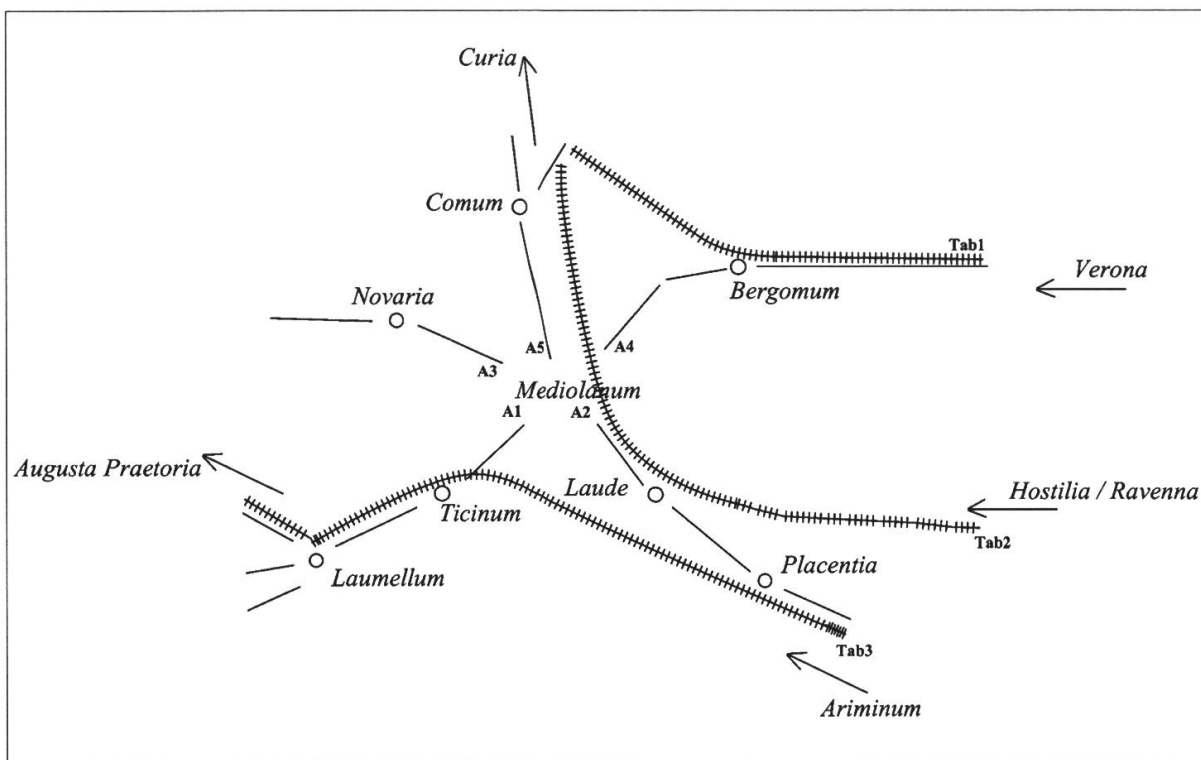 Curia
Comum
Tab1
Verona
Bergomum
Novaria
A5
A4
A3
Mediolanum
A1
A2
Augusta Praetoria
Laude
Hostilia / Ravenna
Ticinum
Tab2
Placentia
Laumellum
Tab3
Ariminum